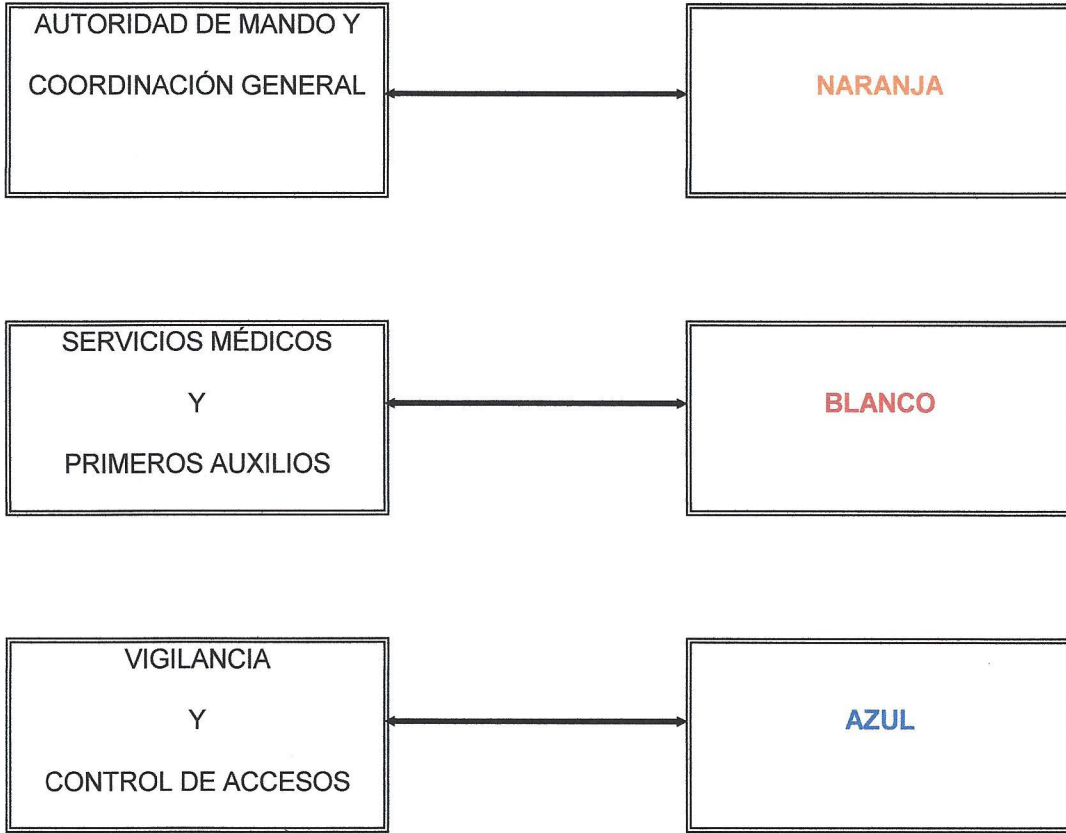 AUTORIDAD DE MANDO Y
COORDINACIÓN GENERAL
NARANJA
SERVICIOS MÉDICOS
Y
PRIMEROS AUXILIOS
BLANCO
VIGILANCIA
Y
CONTROL DE ACCESOS
AZUL